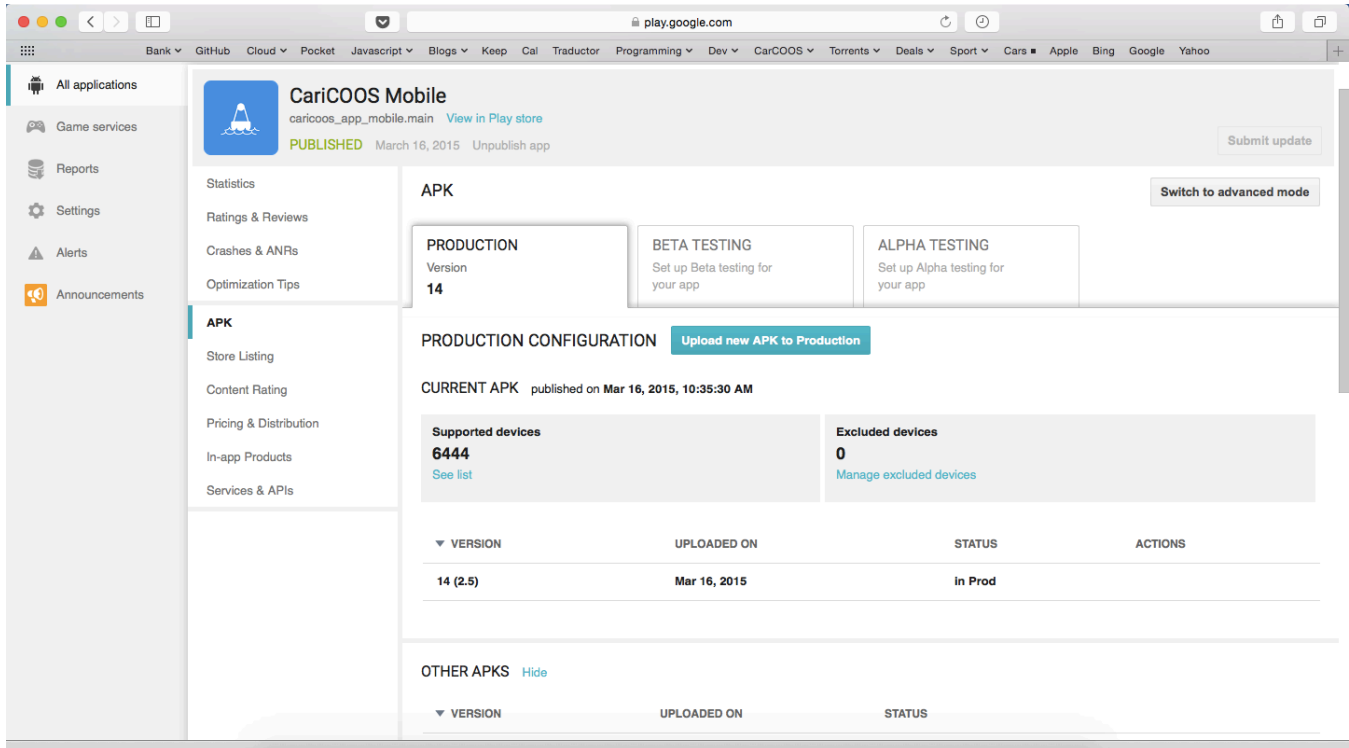 play.google.com
Bank GitHub Cloud Pocket Javascript Blogs Keep Cal Traductor Programming Dev CarCOOS Torrents Deals Sport Cars Apple Bing Google Yahoo
All applications
Game services
Reports
Settings
Alerts
Announcements
CariCOOS Mobile
caricoos_app_mobile.main View in Play store
PUBLISHED March 16, 2015 Unpublish app
Submit update
Statistics
Ratings & Reviews
Crashes & ANRs
Optimization Tips
APK
Store Listing
Content Rating
Pricing & Distribution
In-app Products
Services & APIs
APK
Switch to advanced mode
PRODUCTION
Version
14
BETA TESTING
Set up Beta testing for
your app
ALPHA TESTING
Set up Alpha testing for
your app
PRODUCTION CONFIGURATION Upload new APK to Production
CURRENT APK published on Mar 16, 2015, 10:35:30 AM
Supported devices
6444
See list
Excluded devices
0
Manage excluded devices
VERSION UPLOADED ON STATUS ACTIONS
14 (2.5) Mar 16, 2015 in Prod
OTHER APKS Hide
VERSION UPLOADED ON STATUS